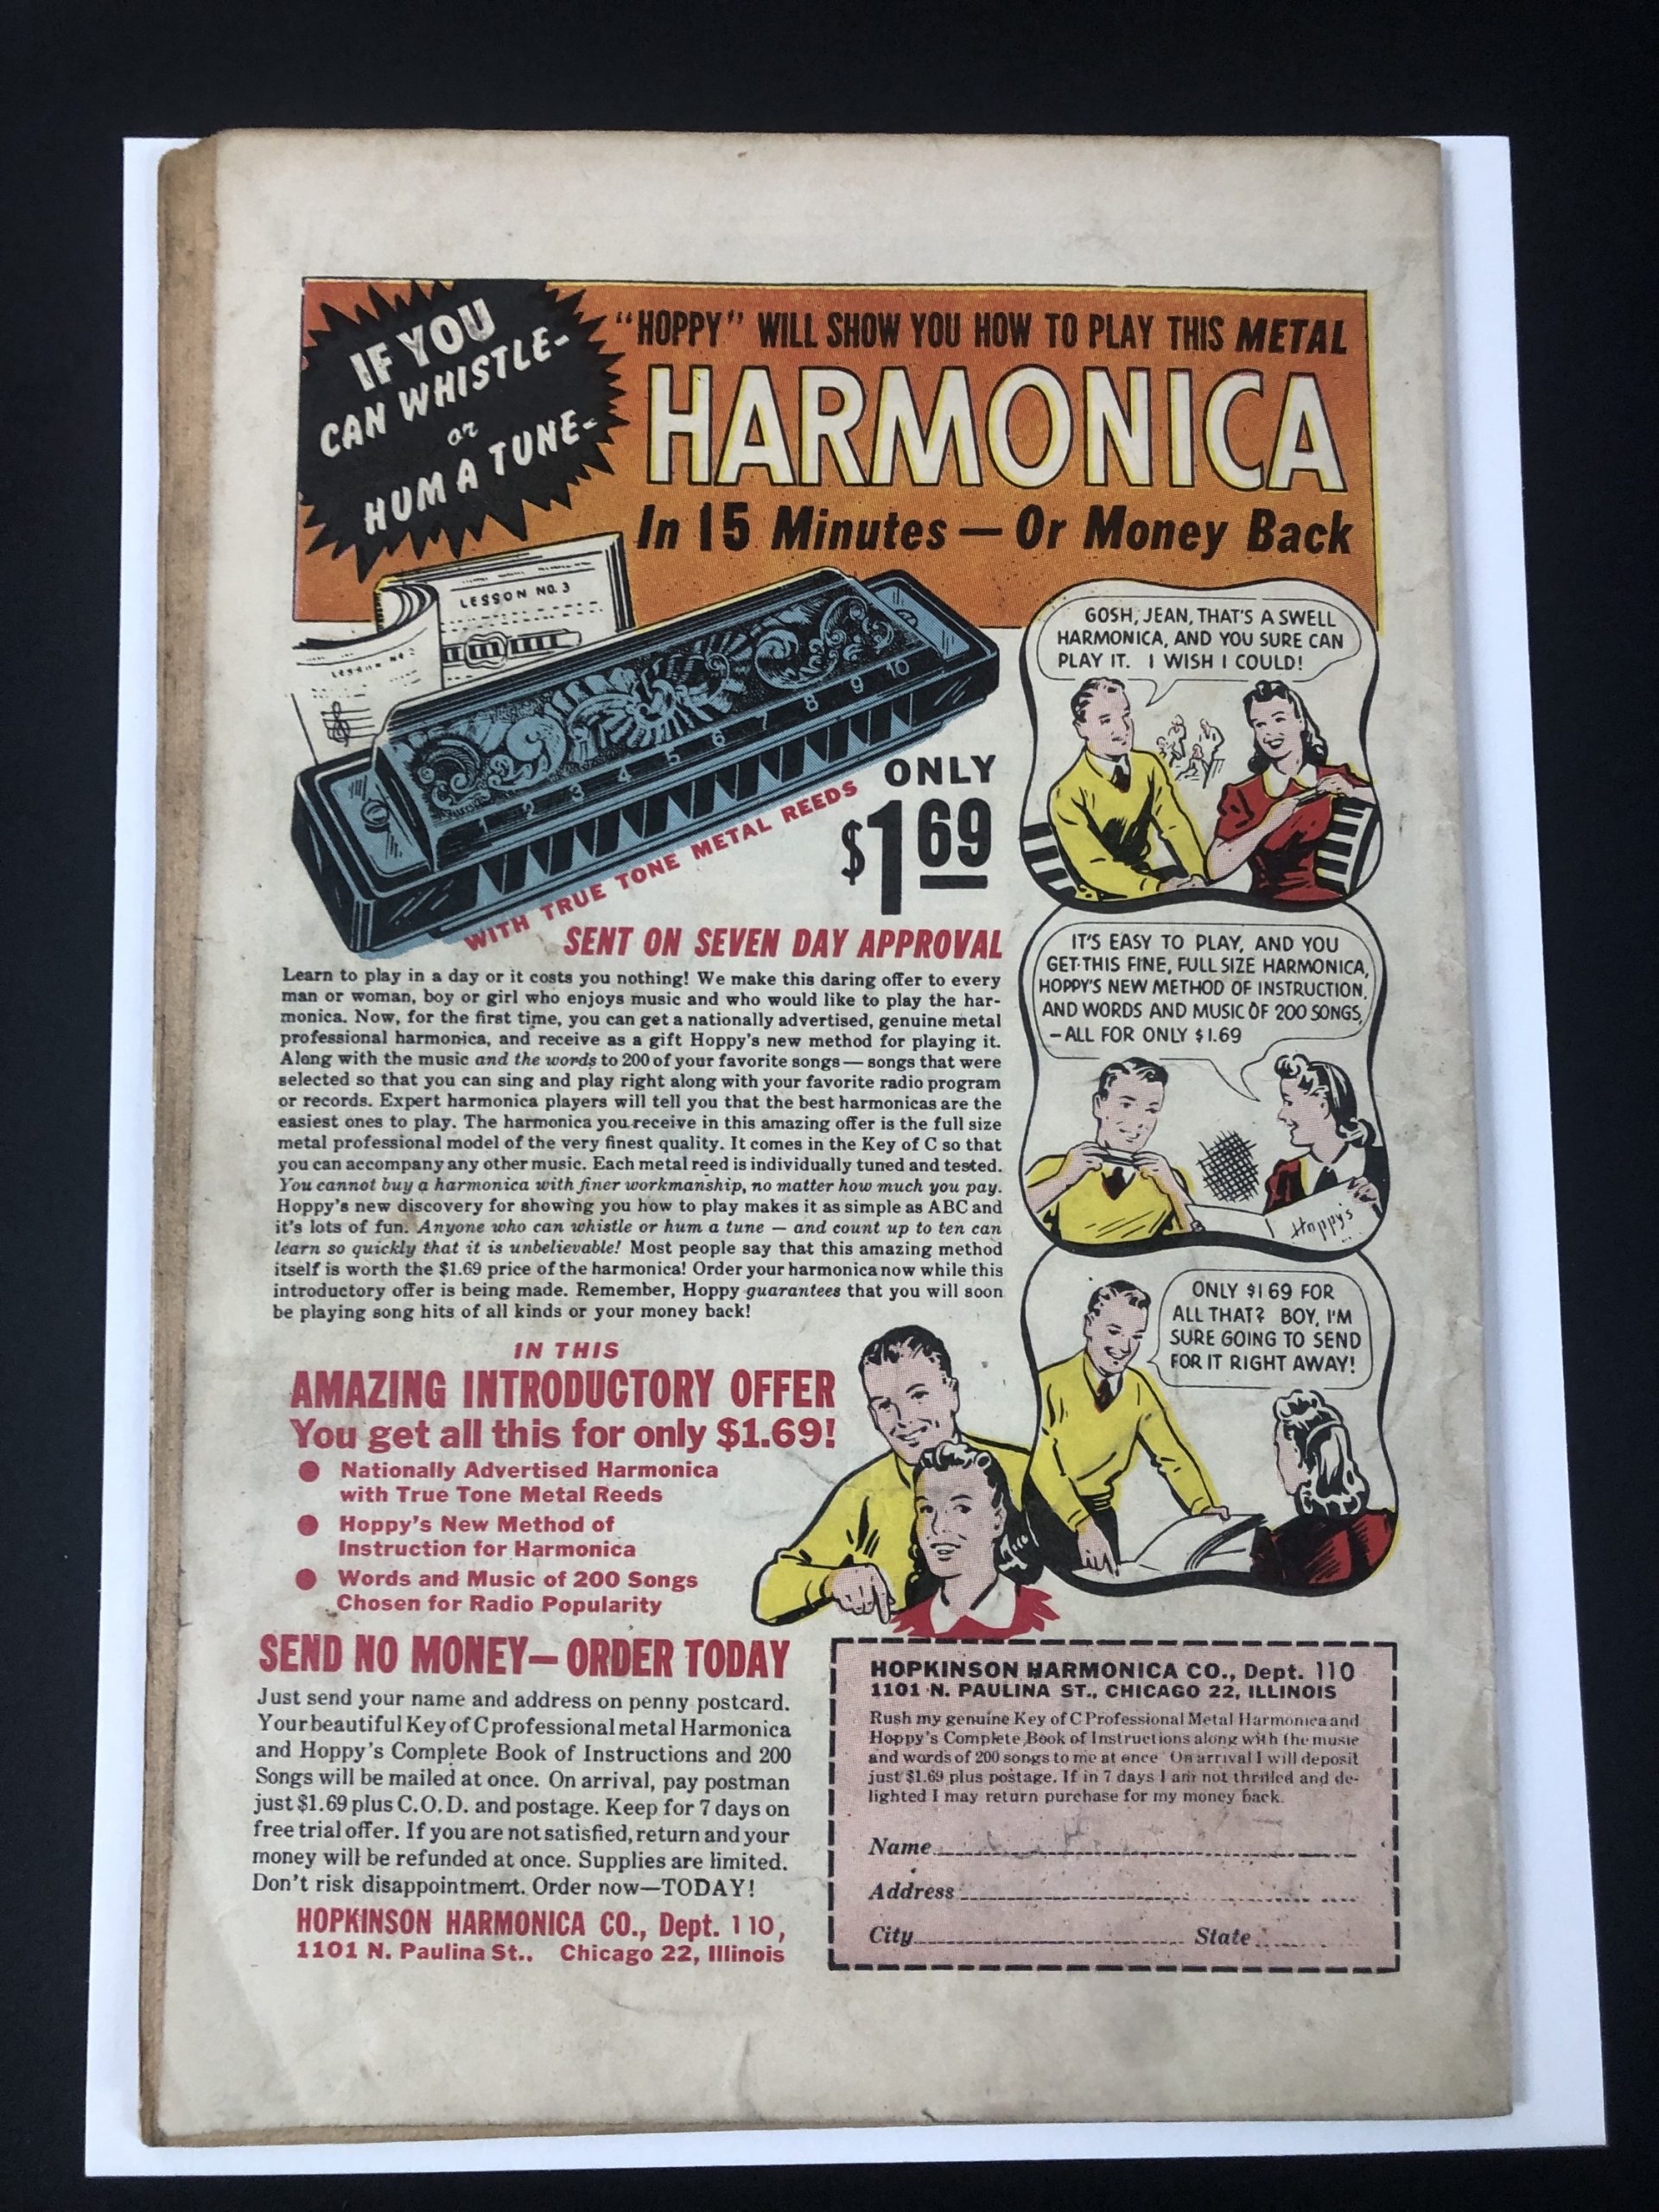 IF YOU
CAN WHISTLE-
or
HUM A TUNE-
"HOPPY" WILL SHOW YOU HOW TO PLAY THIS METAL
HARMONICA
In 15 Minutes — Or Money Back
LESSON NO. 3
LESSON NO. 2
2 3 4 5 6 7 8 9 10
WITH TRUE TONE METAL REEDS
ONLY
$1 69
SENT ON SEVEN DAY APPROVAL
Learn to play in a day or it costs you nothing! We make this daring offer to every
man or woman, boy or girl who enjoys music and who would like to play the har-
monica. Now, for the first time, you can get a nationally advertised, genuine metal
professional harmonica, and receive as a gift Hoppy's new method for playing it.
Along with the music and the words to 200 of your favorite songs — songs that were
selected so that you can sing and play right along with your favorite radio program
or records. Expert harmonica players will tell you that the best harmonicas are the
easiest ones to play. The harmonica you receive in this amazing offer is the full size
metal professional model of the very finest quality. It comes in the Key of C so that
you can accompany any other music. Each metal reed is individually tuned and tested.
You cannot buy a harmonica with finer workmanship, no matter how much you pay.
Hoppy's new discovery for showing you how to play makes it as simple as ABC and
it's lots of fun. Anyone who can whistle or hum a tune — and count up to ten can
learn so quickly that it is unbelievable! Most people say that this amazing method
itself is worth the $1.69 price of the harmonica! Order your harmonica now while this
introductory offer is being made. Remember, Hoppy guarantees that you will soon
be playing song hits of all kinds or your money back!
GOSH, JEAN, THAT'S A SWELL
HARMONICA, AND YOU SURE CAN
PLAY IT. I WISH I COULD!
IT'S EASY TO PLAY, AND YOU
GET THIS FINE, FULL SIZE HARMONICA,
HOPPY'S NEW METHOD OF INSTRUCTION,
AND WORDS AND MUSIC OF 200 SONGS,
—ALL FOR ONLY $1.69
Hoppy's
ONLY $1 69 FOR
ALL THAT? BOY, I'M
SURE GOING TO SEND
FOR IT RIGHT AWAY!
IN THIS
AMAZING INTRODUCTORY OFFER
You get all this for only $1.69!
● Nationally Advertised Harmonica
with True Tone Metal Reeds
● Hoppy's New Method of
Instruction for Harmonica
● Words and Music of 200 Songs
Chosen for Radio Popularity
SEND NO MONEY—ORDER TODAY
Just send your name and address on penny postcard.
Your beautiful Key of C professional metal Harmonica
and Hoppy's Complete Book of Instructions and 200
Songs will be mailed at once. On arrival, pay postman
just $1.69 plus C.O.D. and postage. Keep for 7 days on
free trial offer. If you are not satisfied, return and your
money will be refunded at once. Supplies are limited.
Don't risk disappointment. Order now—TODAY!
HOPKINSON HARMONICA CO., Dept. 110,
1101 N. Paulina St., Chicago 22, Illinois
HOPKINSON HARMONICA CO., Dept. 110
1101 N. PAULINA ST., CHICAGO 22, ILLINOIS
Rush my genuine Key of C Professional Metal Harmonica and
Hoppy's Complete Book of Instructions along with the music
and words of 200 songs to me at once. On arrival I will deposit
just $1.69 plus postage. If in 7 days I am not thrilled and de-
lighted I may return purchase for my money back.
Name
Address
City State